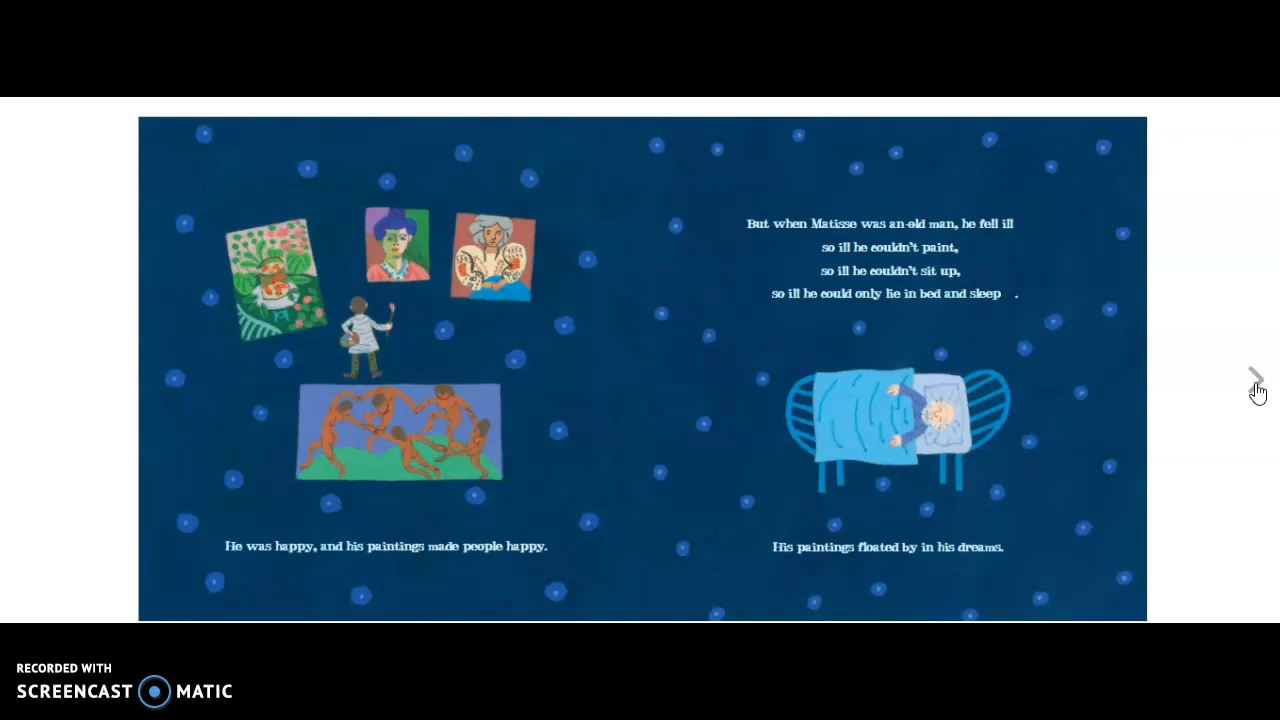 He was happy, and his paintings made people happy.
But when Matisse was an old man, he fell ill
so ill he couldn't paint,
so ill he couldn't sit up,
so ill he could only lie in bed and sleep .
His paintings floated by in his dreams.
RECORDED WITH
SCREENCAST MATIC